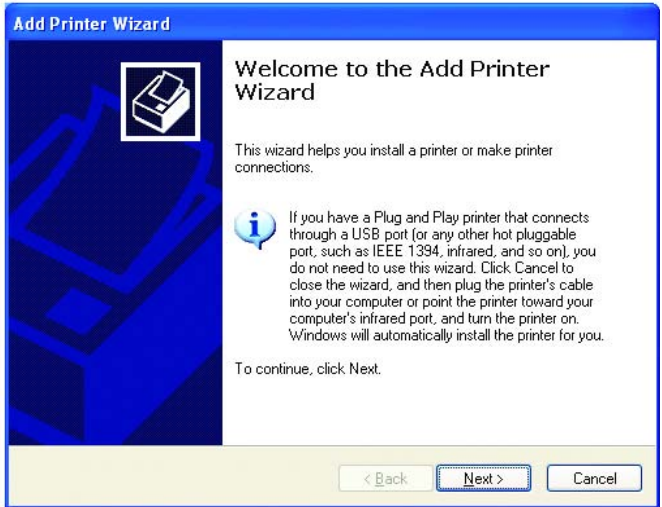 Add Printer Wizard
Welcome to the Add Printer
Wizard
This wizard helps you install a printer or make printer
connections.
If you have a Plug and Play printer that connects
through a USB port (or any other hot pluggable
port, such as IEEE 1394, infrared, and so on), you
do not need to use this wizard. Click Cancel to
close the wizard, and then plug the printer's cable
into your computer or point the printer toward your
computer's infrared port, and turn the printer on.
Windows will automatically install the printer for you.
To continue, click Next.
< Back
Next >
Cancel